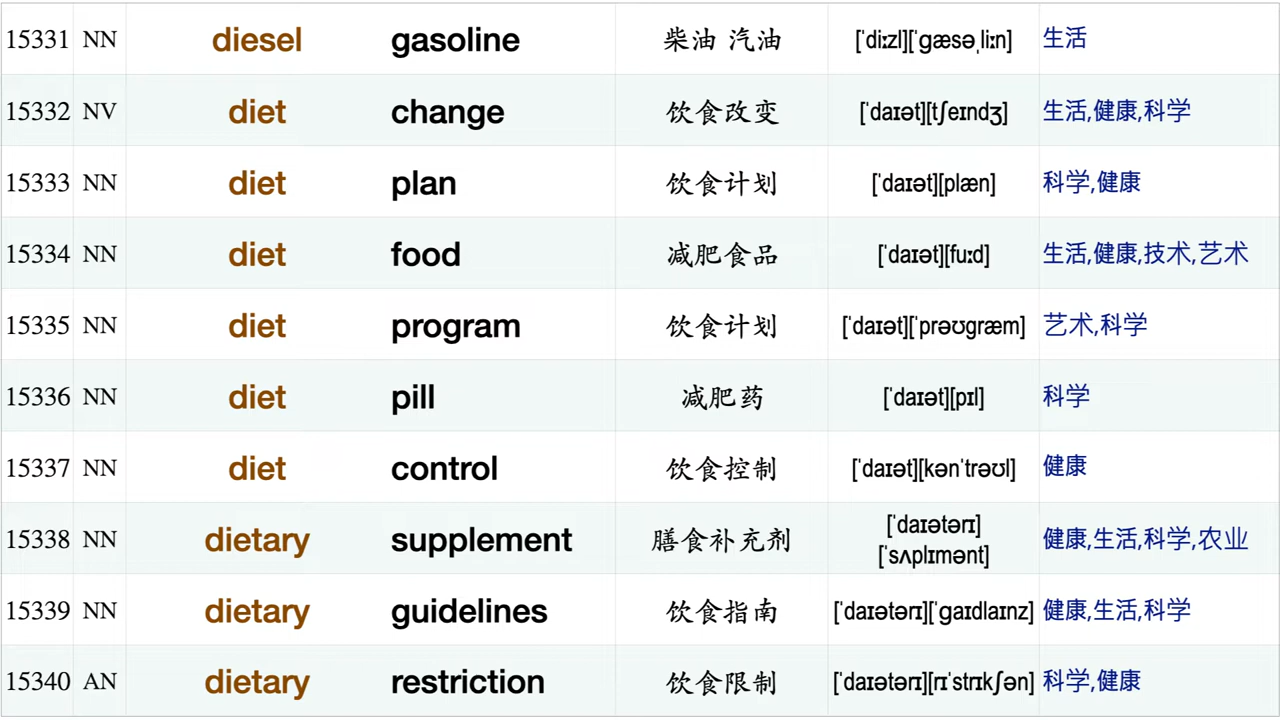 15331 NN diesel gasoline 柴油 汽油 [ˈdiːzl][ˈɡæsəˌliːn] 生活
15332 NV diet change 饮食改变 [ˈdaɪət][tʃeɪndʒ] 生活,健康,科学
15333 NN diet plan 饮食计划 [ˈdaɪət][plæn] 科学,健康
15334 NN diet food 减肥食品 [ˈdaɪət][fuːd] 生活,健康,技术,艺术
15335 NN diet program 饮食计划 [ˈdaɪət][ˈprəʊɡræm] 艺术,科学
15336 NN diet pill 减肥药 [ˈdaɪət][pɪl] 科学
15337 NN diet control 饮食控制 [ˈdaɪət][kənˈtrəʊl] 健康
15338 NN dietary supplement 膳食补充剂 [ˈdaɪətərɪ] [ˈsʌplɪmənt] 健康,生活,科学,农业
15339 NN dietary guidelines 饮食指南 [ˈdaɪətərɪ][ˈɡaɪdlaɪnz] 健康,生活,科学
15340 AN dietary restriction 饮食限制 [ˈdaɪətərɪ][rɪˈstrɪkʃən] 科学,健康